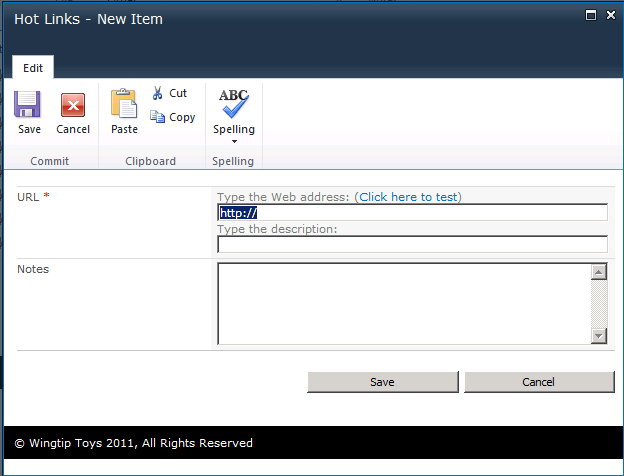 Hot Links - New Item
Edit
Save
Cancel
Paste
Cut
Copy
ABC
Spelling
Commit
Clipboard
Spelling
URL *
Type the Web address: (Click here to test)
http://
Type the description:
Notes
Save
Cancel
© Wingtip Toys 2011, All Rights Reserved